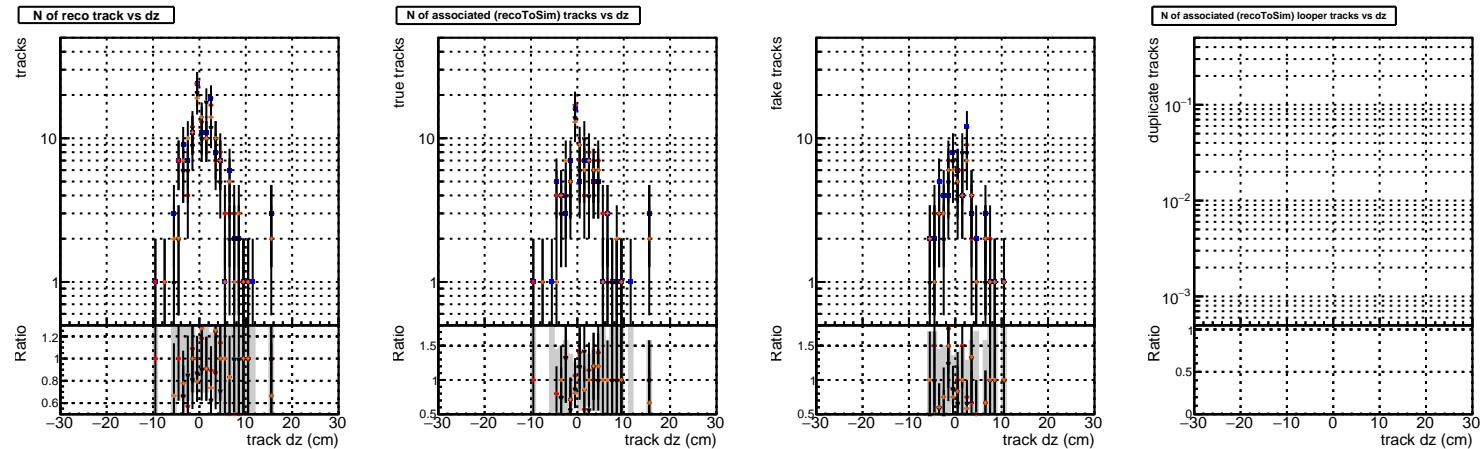 N of reco track vs dz
tracks
10
1
Ratio
1.2
1
0.8
0.6
−30 −20 −10 0 10 20 30
track dz (cm)
N of associated (recoToSim) tracks vs dz
true tracks
10
1
Ratio
1.5
1
0.5
−30 −20 −10 0 10 20 30
track dz (cm)
fake tracks
10
1
Ratio
1.5
1
0.5
−30 −20 −10 0 10 20 30
track dz (cm)
N of associated (recoToSim) looper tracks vs dz
duplicate tracks
10⁻¹
10⁻²
10⁻³
Ratio
1
0.5
0
−30 −20 −10 0 10 20 30
track dz (cm)